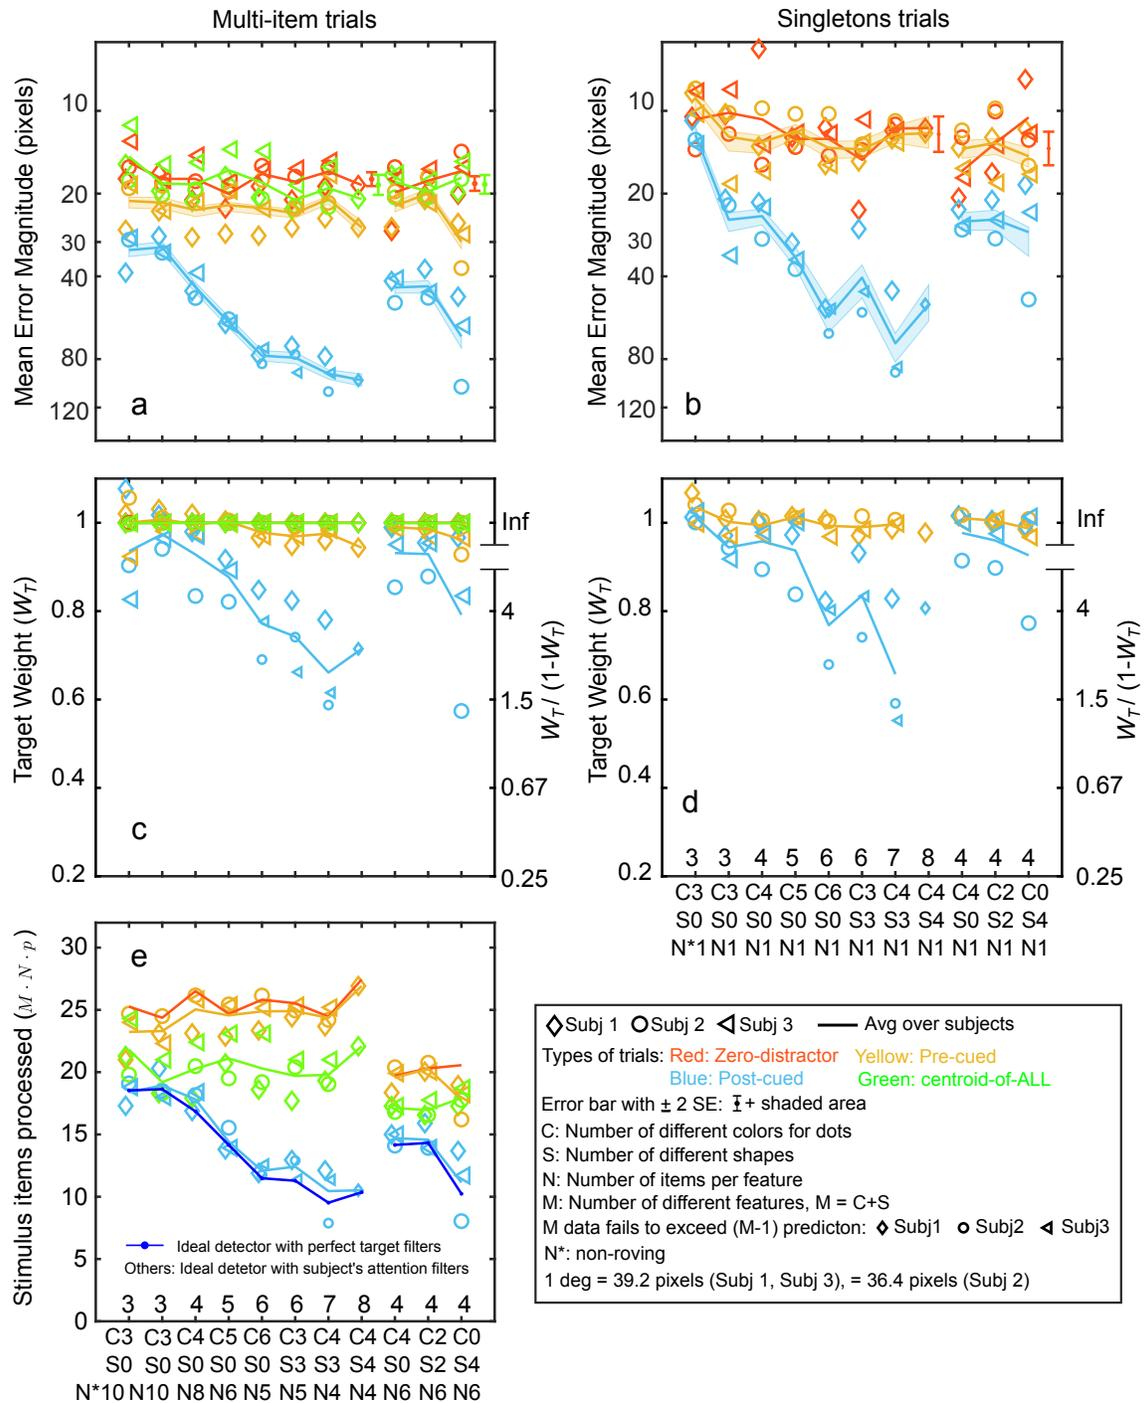 Multi-item trials
Singletons trials
Mean Error Magnitude (pixels)
10
20
30
40
80
120
a
Mean Error Magnitude (pixels)
10
20
30
40
80
120
b
Target Weight (W_T)
1
0.8
0.6
0.4
0.2
c
Inf
4
1.5
0.67
0.25
W_T / (1-W_T)
Target Weight (W_T)
1
0.8
0.6
0.4
0.2
d
Inf
4
1.5
0.67
0.25
W_T / (1-W_T)
3 3 4 5 6 6 7 8 4 4 4
C3 C3 C4 C5 C6 C3 C4 C4 C4 C2 C0
S0 S0 S0 S0 S0 S3 S3 S4 S0 S2 S4
N*1 N1 N1 N1 N1 N1 N1 N1 N1 N1 N1
Stimulus items processed (M · N · p)
30
25
20
15
10
5
0
e
Ideal detector with perfect target filters
Others: Ideal detetor with subject's attention filters
3 3 4 5 6 6 7 8 4 4 4
C3 C3 C4 C5 C6 C3 C4 C4 C4 C2 C0
S0 S0 S0 S0 S0 S3 S3 S4 S0 S2 S4
N*10 N10 N8 N6 N5 N5 N4 N4 N6 N6 N6
Subj 1 Subj 2 Subj 3 Avg over subjects
Types of trials: Red: Zero-distractor Yellow: Pre-cued
Blue: Post-cued Green: centroid-of-ALL
Error bar with ± 2 SE: + shaded area
C: Number of different colors for dots
S: Number of different shapes
N: Number of items per feature
M: Number of different features, M = C+S
M data fails to exceed (M-1) predicton: Subj1 Subj2 Subj3
N*: non-roving
1 deg = 39.2 pixels (Subj 1, Subj 3), = 36.4 pixels (Subj 2)